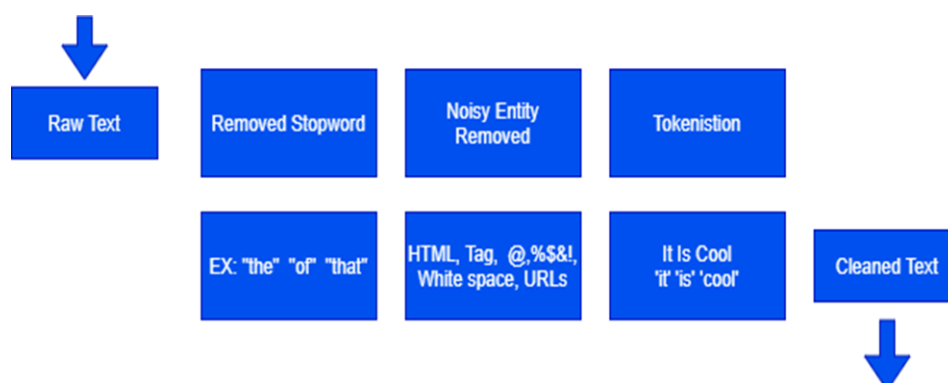 Raw Text
Removed Stopword
Noisy Entity
Removed
Tokenistion
EX: "the" "of" "that"
HTML, Tag, @,%$&!,
White space, URLs
It Is Cool
'it' 'is' 'cool'
Cleaned Text